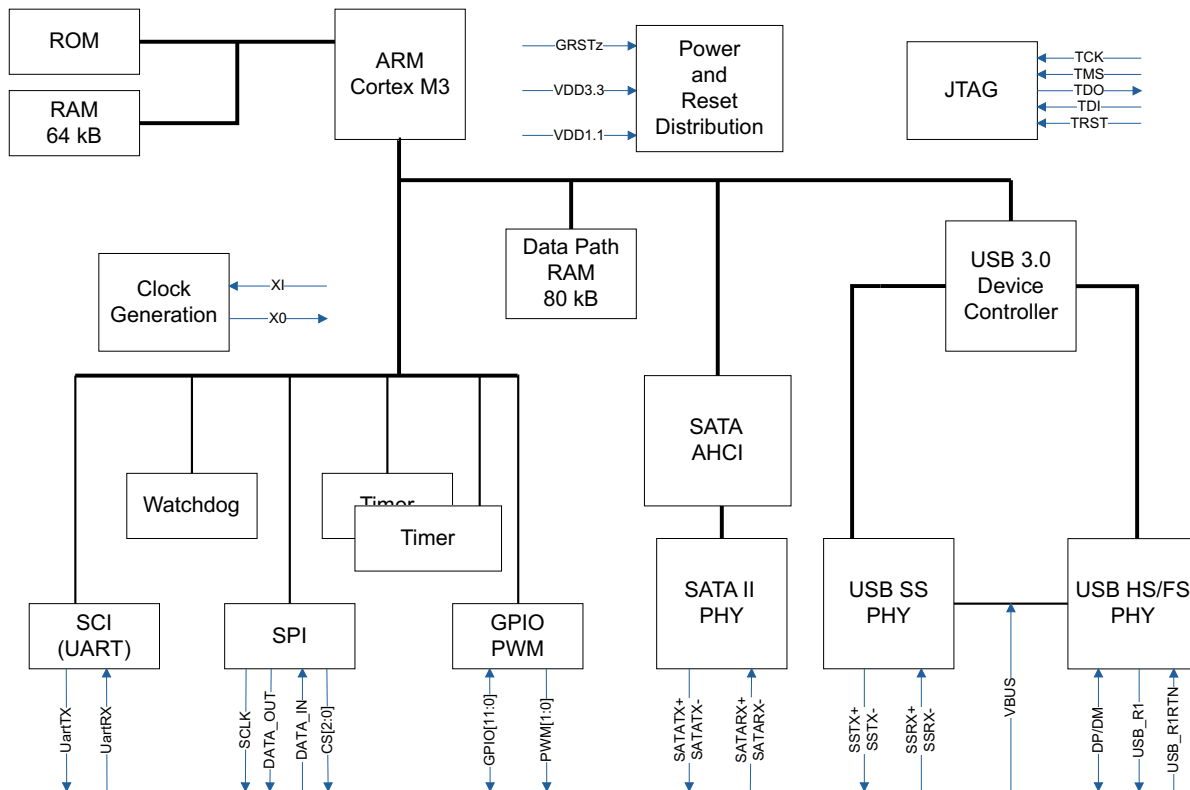 ROM
RAM
64 kB
ARM
Cortex M3
GRSTz
VDD3.3
VDD1.1
Power
and
Reset
Distribution
JTAG
TCK
TMS
TDO
TDI
TRST
Clock
Generation
XI
X0
Data Path
RAM
80 kB
USB 3.0
Device
Controller
SATA
AHCI
Watchdog
Timer
Timer
SCI
(UART)
SPI
GPIO
PWM
SATA II
PHY
USB SS
PHY
USB HS/FS
PHY
UartTX
UartRX
SCLK
DATA_OUT
DATA_IN
CS[2:0]
GPIO[11:0]
PWM[1:0]
SATATX+
SATATX-
SATARX+
SATARX-
SSTX+
SSTX-
SSRX+
SSRX-
VBUS
DP/DM
USB_R1
USB_R1RTN